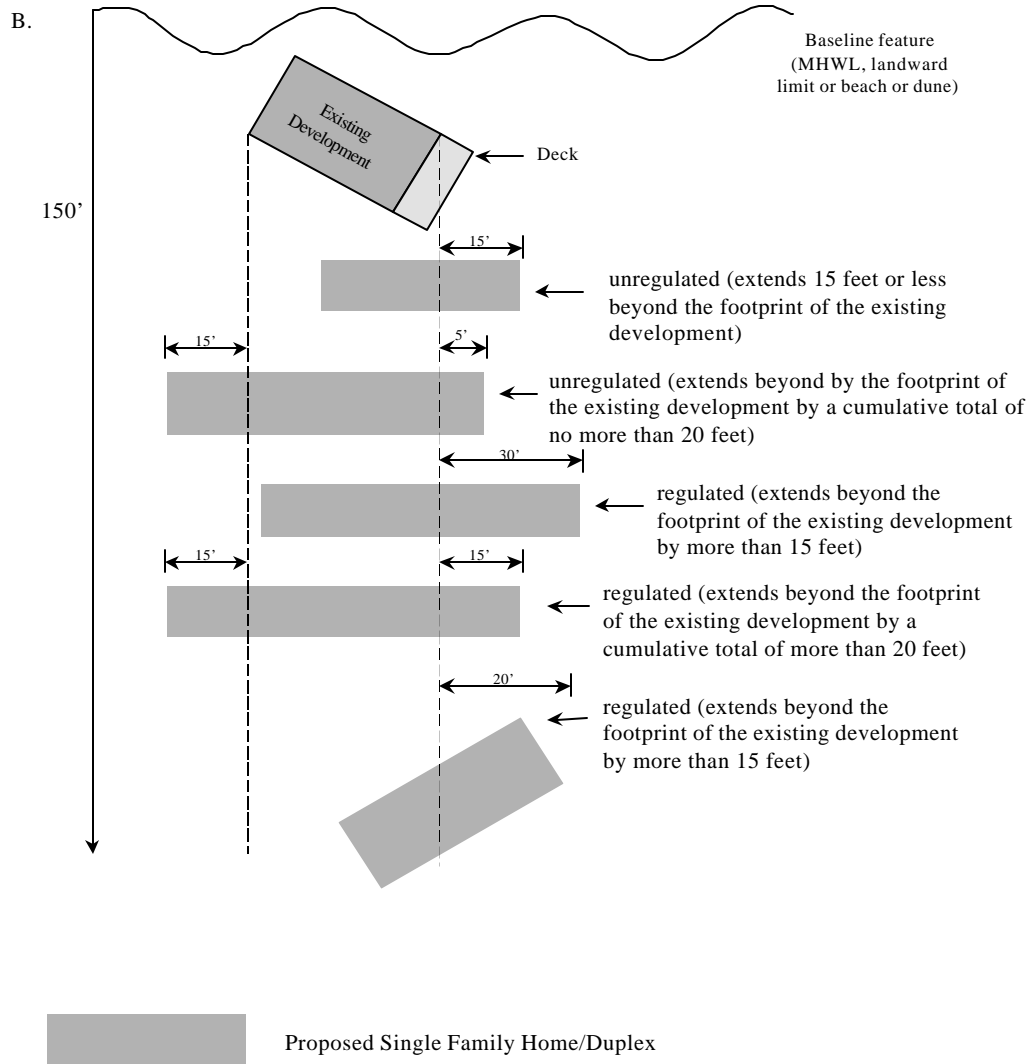 B.
Baseline feature
(MHWL, landward
limit or beach or dune)
Existing
Development
Deck
150’
15’
unregulated (extends 15 feet or less
beyond the footprint of the existing
development)
15’
5’
unregulated (extends beyond by the footprint of
the existing development by a cumulative total of
no more than 20 feet)
30’
regulated (extends beyond the
footprint of the existing development
by more than 15 feet)
15’
15’
regulated (extends beyond the footprint
of the existing development by a
cumulative total of more than 20 feet)
20’
regulated (extends beyond the
footprint of the existing development
by more than 15 feet)
Proposed Single Family Home/Duplex